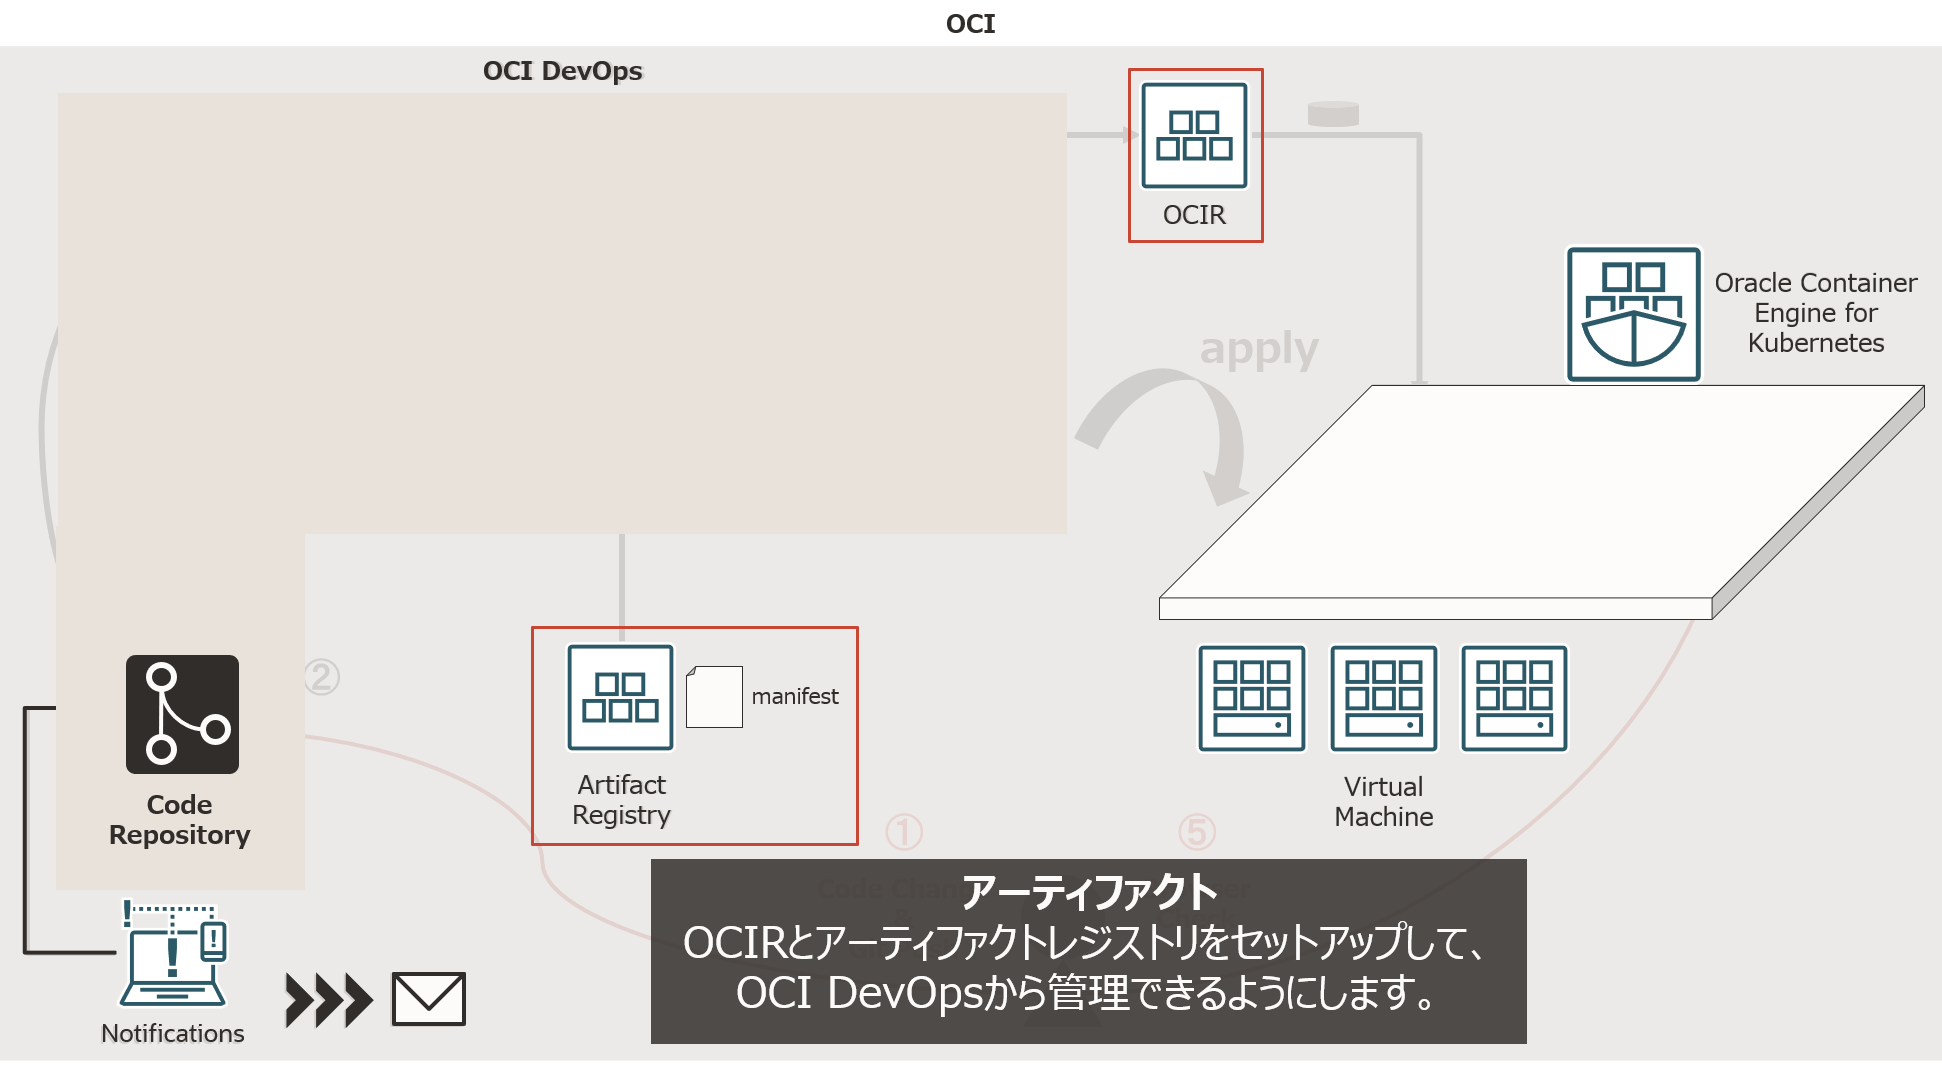 OCI
OCI DevOps
OCIR
Oracle Container
Engine for
Kubernetes
apply
②
manifest
Code
Repository
Artifact
Registry
Virtual
Machine
①
⑤
アーティファクト
OCIRとアーティファクトレジストリをセットアップして、
OCI DevOpsから管理できるようにします。
Notifications